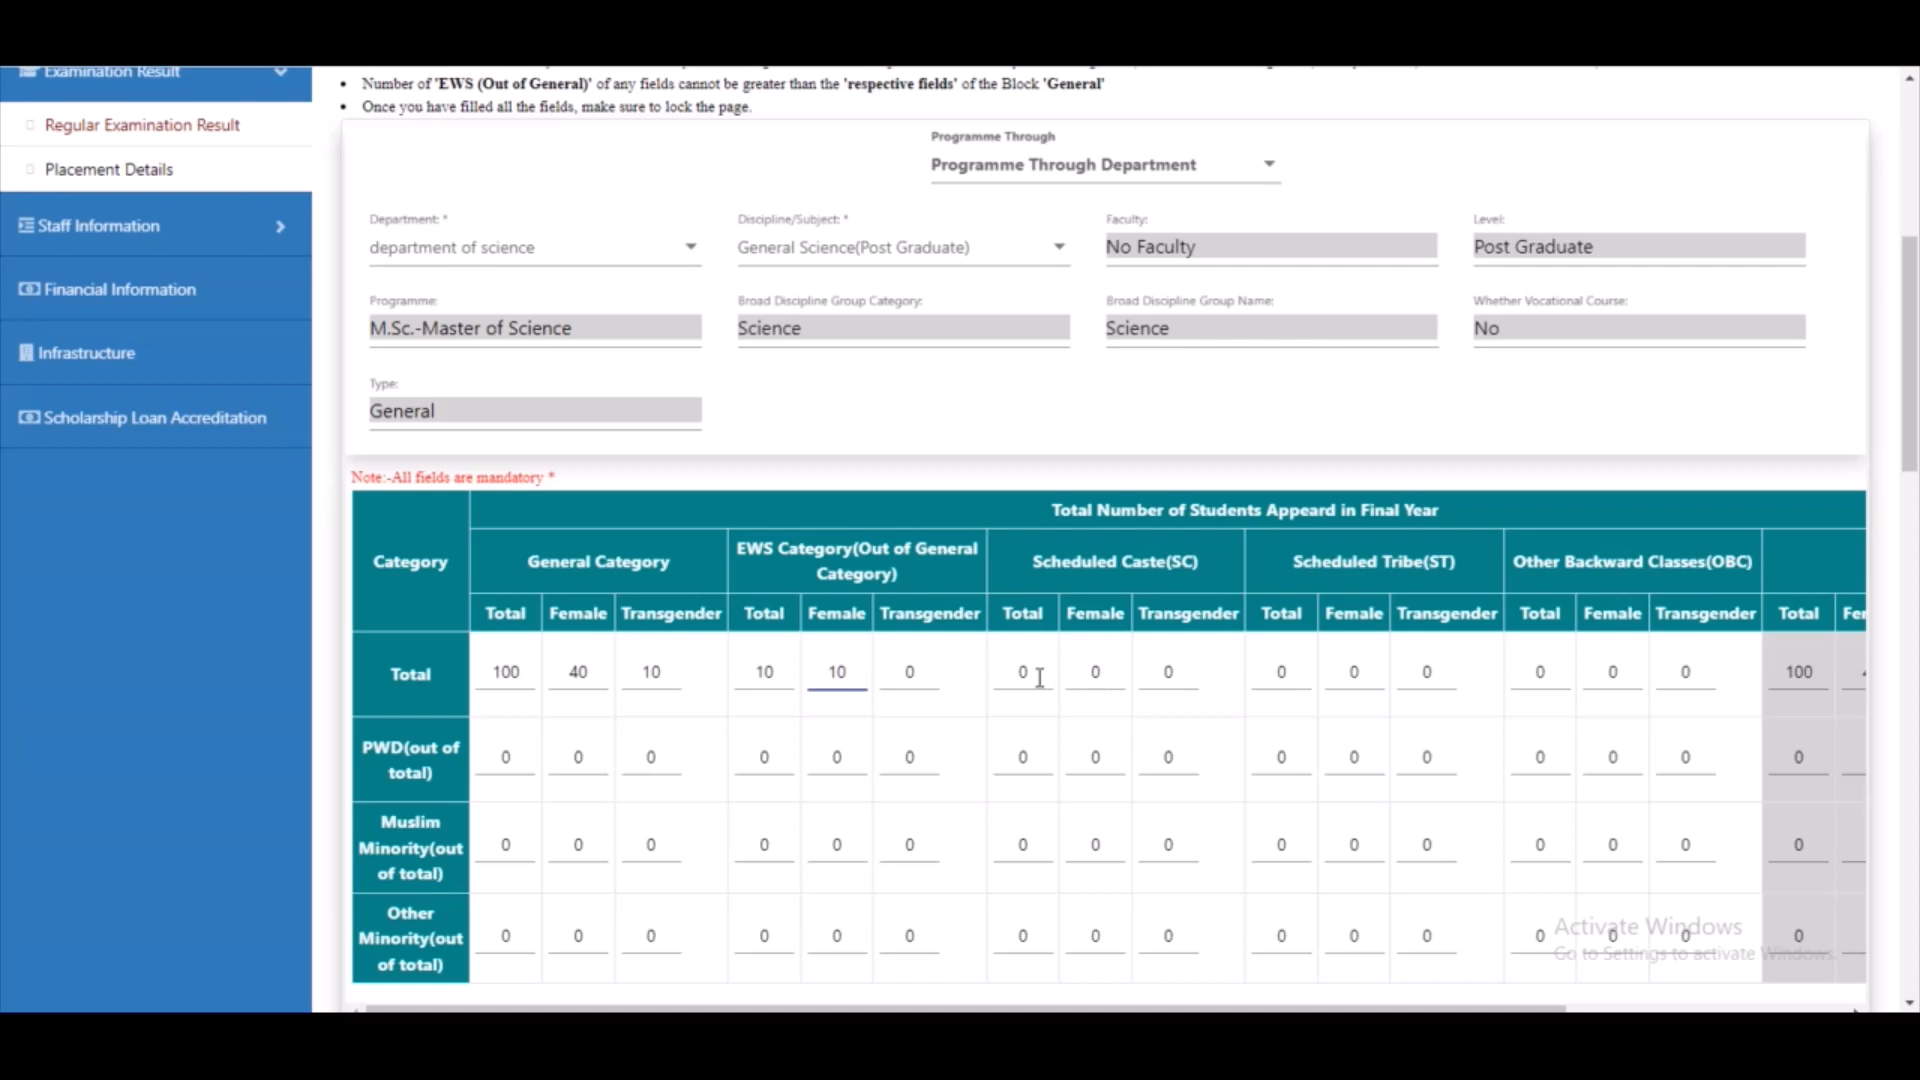 Examination Result
Regular Examination Result
Placement Details
Staff Information
Financial Information
Infrastructure
Scholarship Loan Accreditation
Number of 'EWS (Out of General)' of any fields cannot be greater than the 'respective fields' of the Block 'General'
Once you have filled all the fields, make sure to lock the page.
Programme Through
Programme Through Department
Department: * Discipline/Subject: * Faculty: Level:
department of science General Science(Post Graduate) No Faculty Post Graduate
Programme: Broad Discipline Group Category: Broad Discipline Group Name: Whether Vocational Course:
M.Sc.-Master of Science Science Science No
Type:
General
Note:-All fields are mandatory *
Total Number of Students Appeard in Final Year
Category General Category EWS Category(Out of General Category) Scheduled Caste(SC) Scheduled Tribe(ST) Other Backward Classes(OBC)
Total Female Transgender Total Female Transgender Total Female Transgender Total Female Transgender Total Female Transgender Total
Total 100 40 10 10 10 0 0 0 0 0 0 0 0 0 0 100
PWD(out of total) 0 0 0 0 0 0 0 0 0 0 0 0 0 0 0 0
Muslim Minority(out of total) 0 0 0 0 0 0 0 0 0 0 0 0 0 0 0 0
Other Minority(out of total) 0 0 0 0 0 0 0 0 0 0 0 0 0 0 0 0
Activate Windows
Go to Settings to activate Windows.